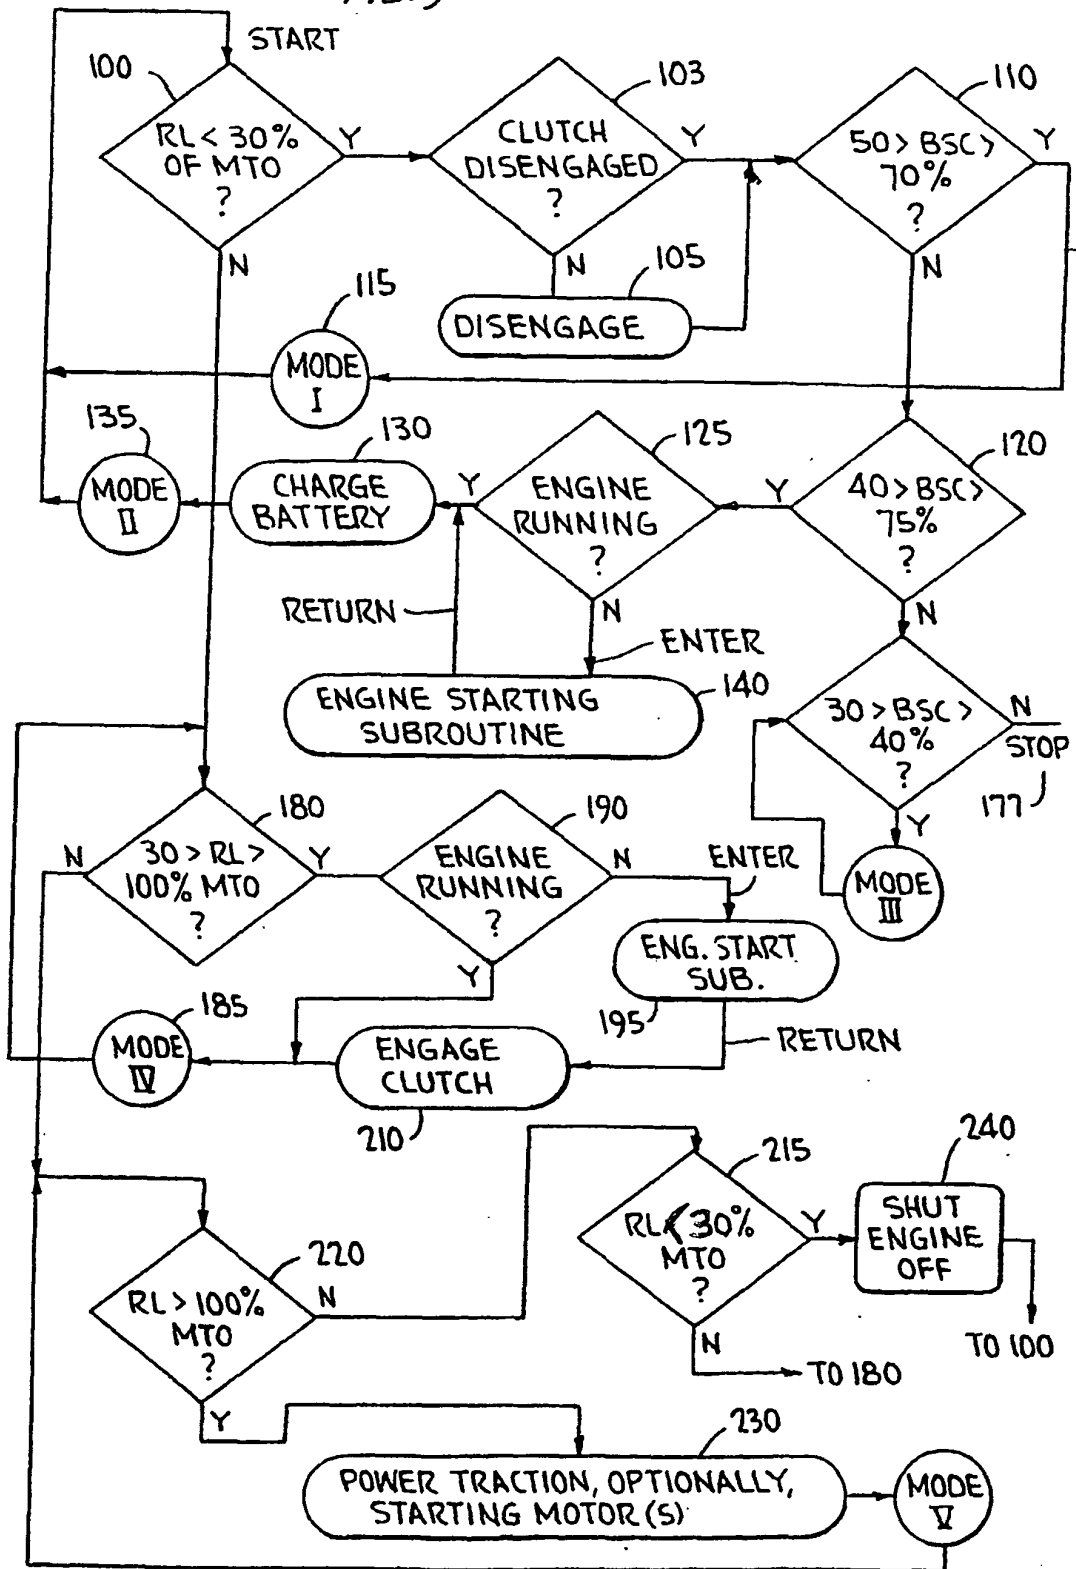 START
100
RL < 30%
OF MTO
?
Y
N
103
CLUTCH
DISENGAGED
?
Y
N
105
DISENGAGE
110
50 > BSC >
70%
?
Y
N
115
MODE
I
135
MODE
II
130
CHARGE
BATTERY
125
ENGINE
RUNNING
?
Y
N
120
40 > BSC >
75%
?
Y
N
RETURN
ENTER
140
ENGINE STARTING
SUBROUTINE
30 > BSC >
40%
?
N
STOP
177
Y
MODE
III
180
30 > RL >
100% MTO
?
N
Y
190
ENGINE
RUNNING
?
N
Y
ENTER
ENG. START
SUB.
195
RETURN
185
MODE
IV
ENGAGE
CLUTCH
210
215
RL < 30%
MTO
?
Y
N
TO 180
240
SHUT
ENGINE
OFF
TO 100
220
RL > 100%
MTO
?
N
Y
230
POWER TRACTION, OPTIONALLY,
STARTING MOTOR(S)
MODE
V